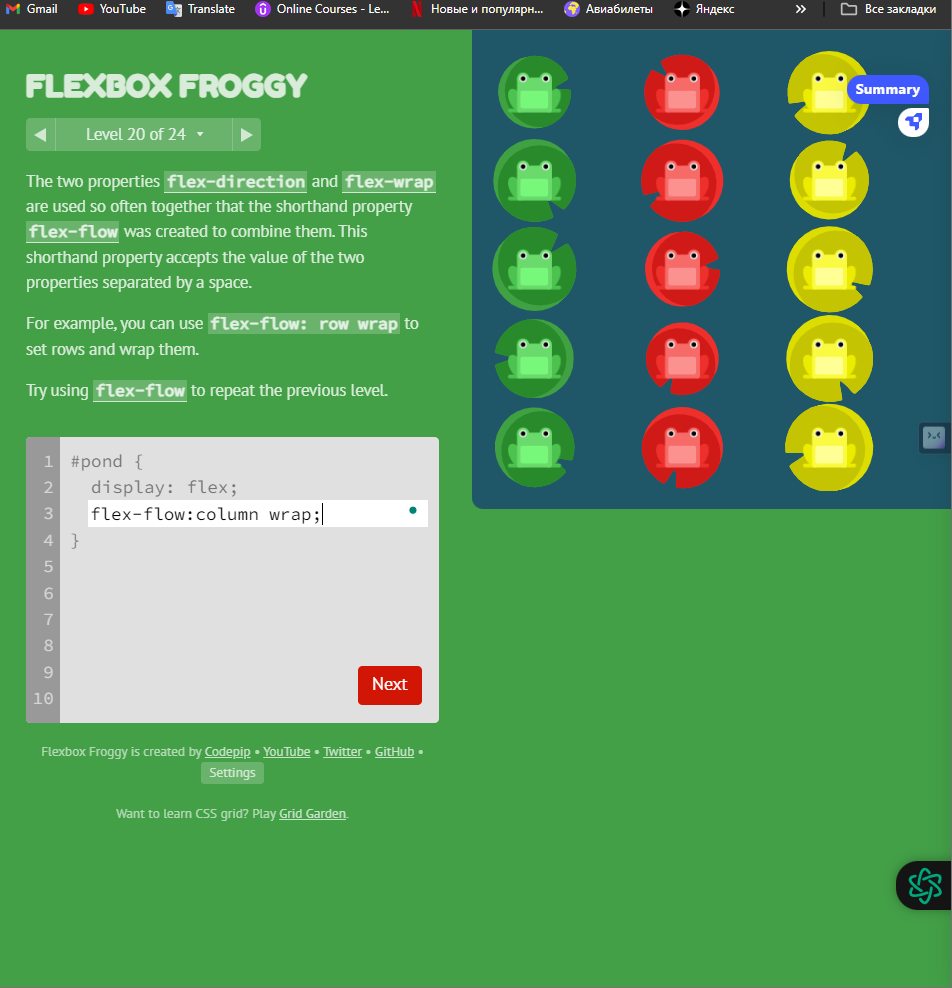 Gmail YouTube Translate Online Courses - Le... Новые и популярн... Авиабилеты Яндекс » Все закладки
FLEXBOX FROGGY
◀ Level 20 of 24 ▾ ▶
The two properties flex-direction and flex-wrap
are used so often together that the shorthand property
flex-flow was created to combine them. This
shorthand property accepts the value of the two
properties separated by a space.
For example, you can use flex-flow: row wrap to
set rows and wrap them.
Try using flex-flow to repeat the previous level.
1 #pond {
2 display: flex;
3 flex-flow:column wrap;
4 }
5
6
7
8
9
10
Next
Flexbox Froggy is created by Codepip • YouTube • Twitter • GitHub •
Settings
Want to learn CSS grid? Play Grid Garden.
Summary